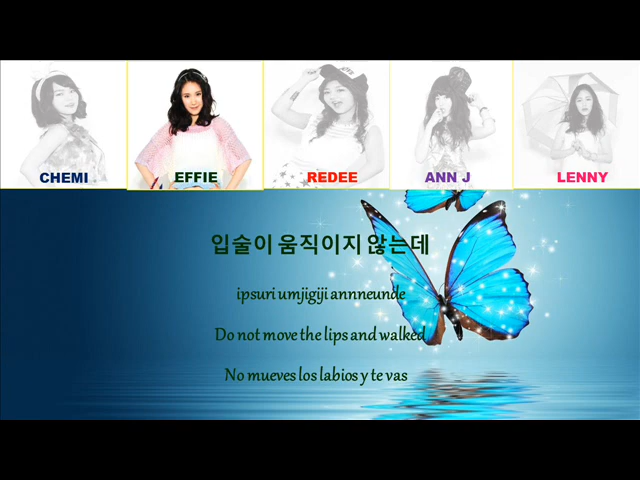 CHEMI EFFIE REDEE ANN J LENNY
입술이 움직이지 않는데
ipsuri umjigiji annneunde
Do not move the lips and walked
No mueves los labios y te vas